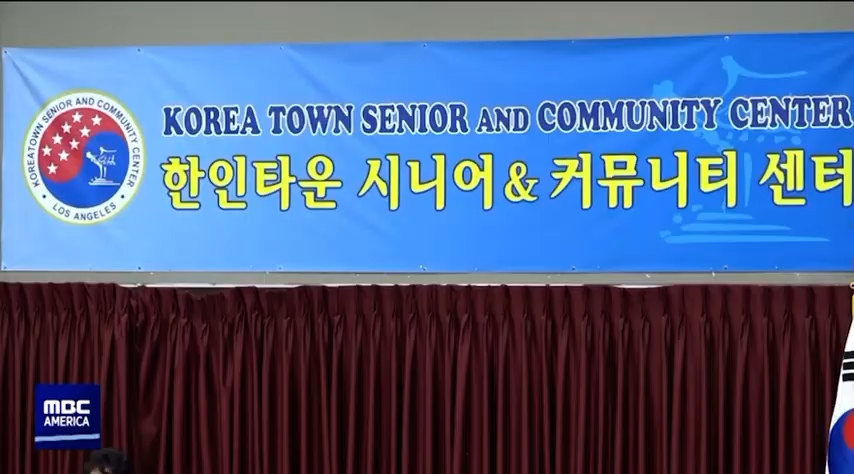 KOREATOWN SENIOR AND COMMUNITY CENTER
LOS ANGELES
KOREA TOWN SENIOR AND COMMUNITY CENTER
한인타운 시니어 & 커뮤니티 센터
MBC
AMERICA